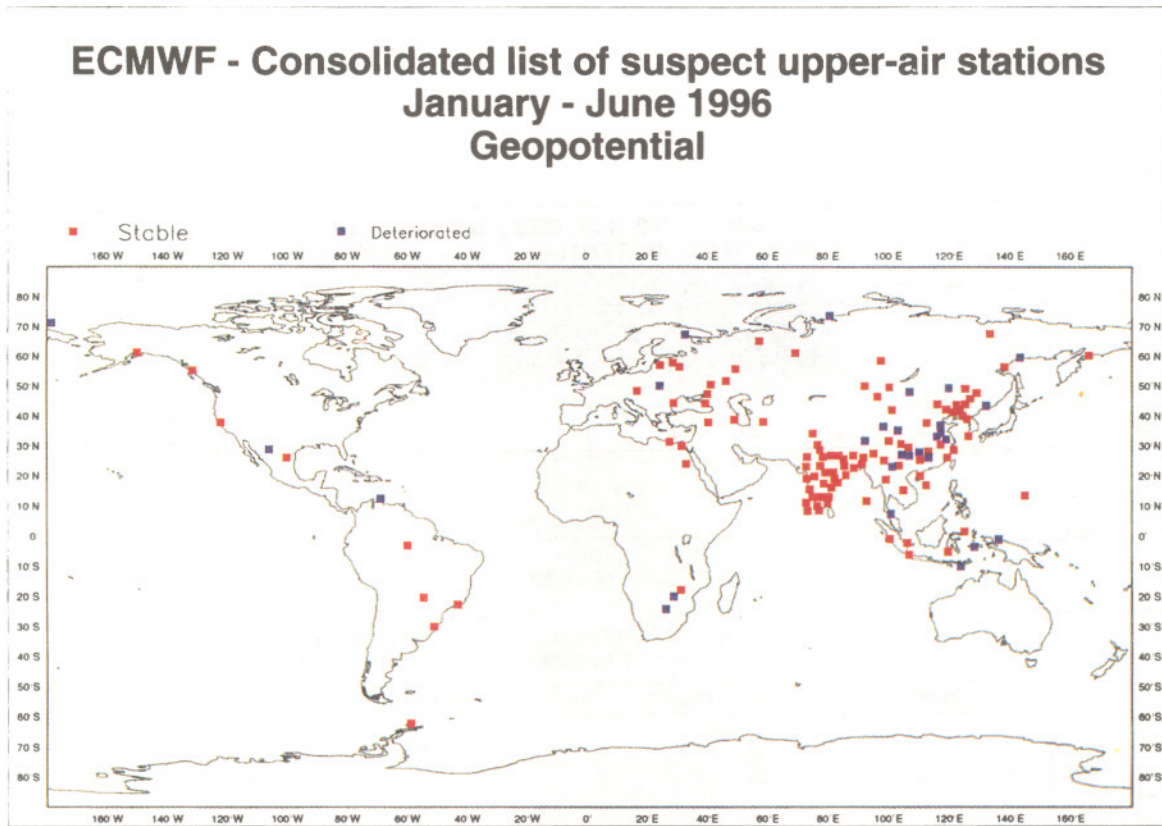 ECMWF - Consolidated list of suspect upper-air stations
January - June 1996
Geopotential
Stable Deteriorated
160 W 140 W 120 W 100 W 80 W 60 W 40 W 20 W 0° 20 E 40 E 60 E 80 E 100 E 120 E 140 E 160 E
80 N 80 N
70 N 70 N
60 N 60 N
50 N 50 N
40 N 40 N
30 N 30 N
20 N 20 N
10 N 10 N
0° 0°
10°S 10°S
20°S 20°S
30°S 30°S
40°S 40°S
50°S 50°S
60°S 60°S
70°S 70°S
80°S 80°S
160 W 140 W 120 W 100 W 80 W 60 W 40 W 20 W 0° 20 E 40 E 60 E 80 E 100 E 120 E 140 E 160 E